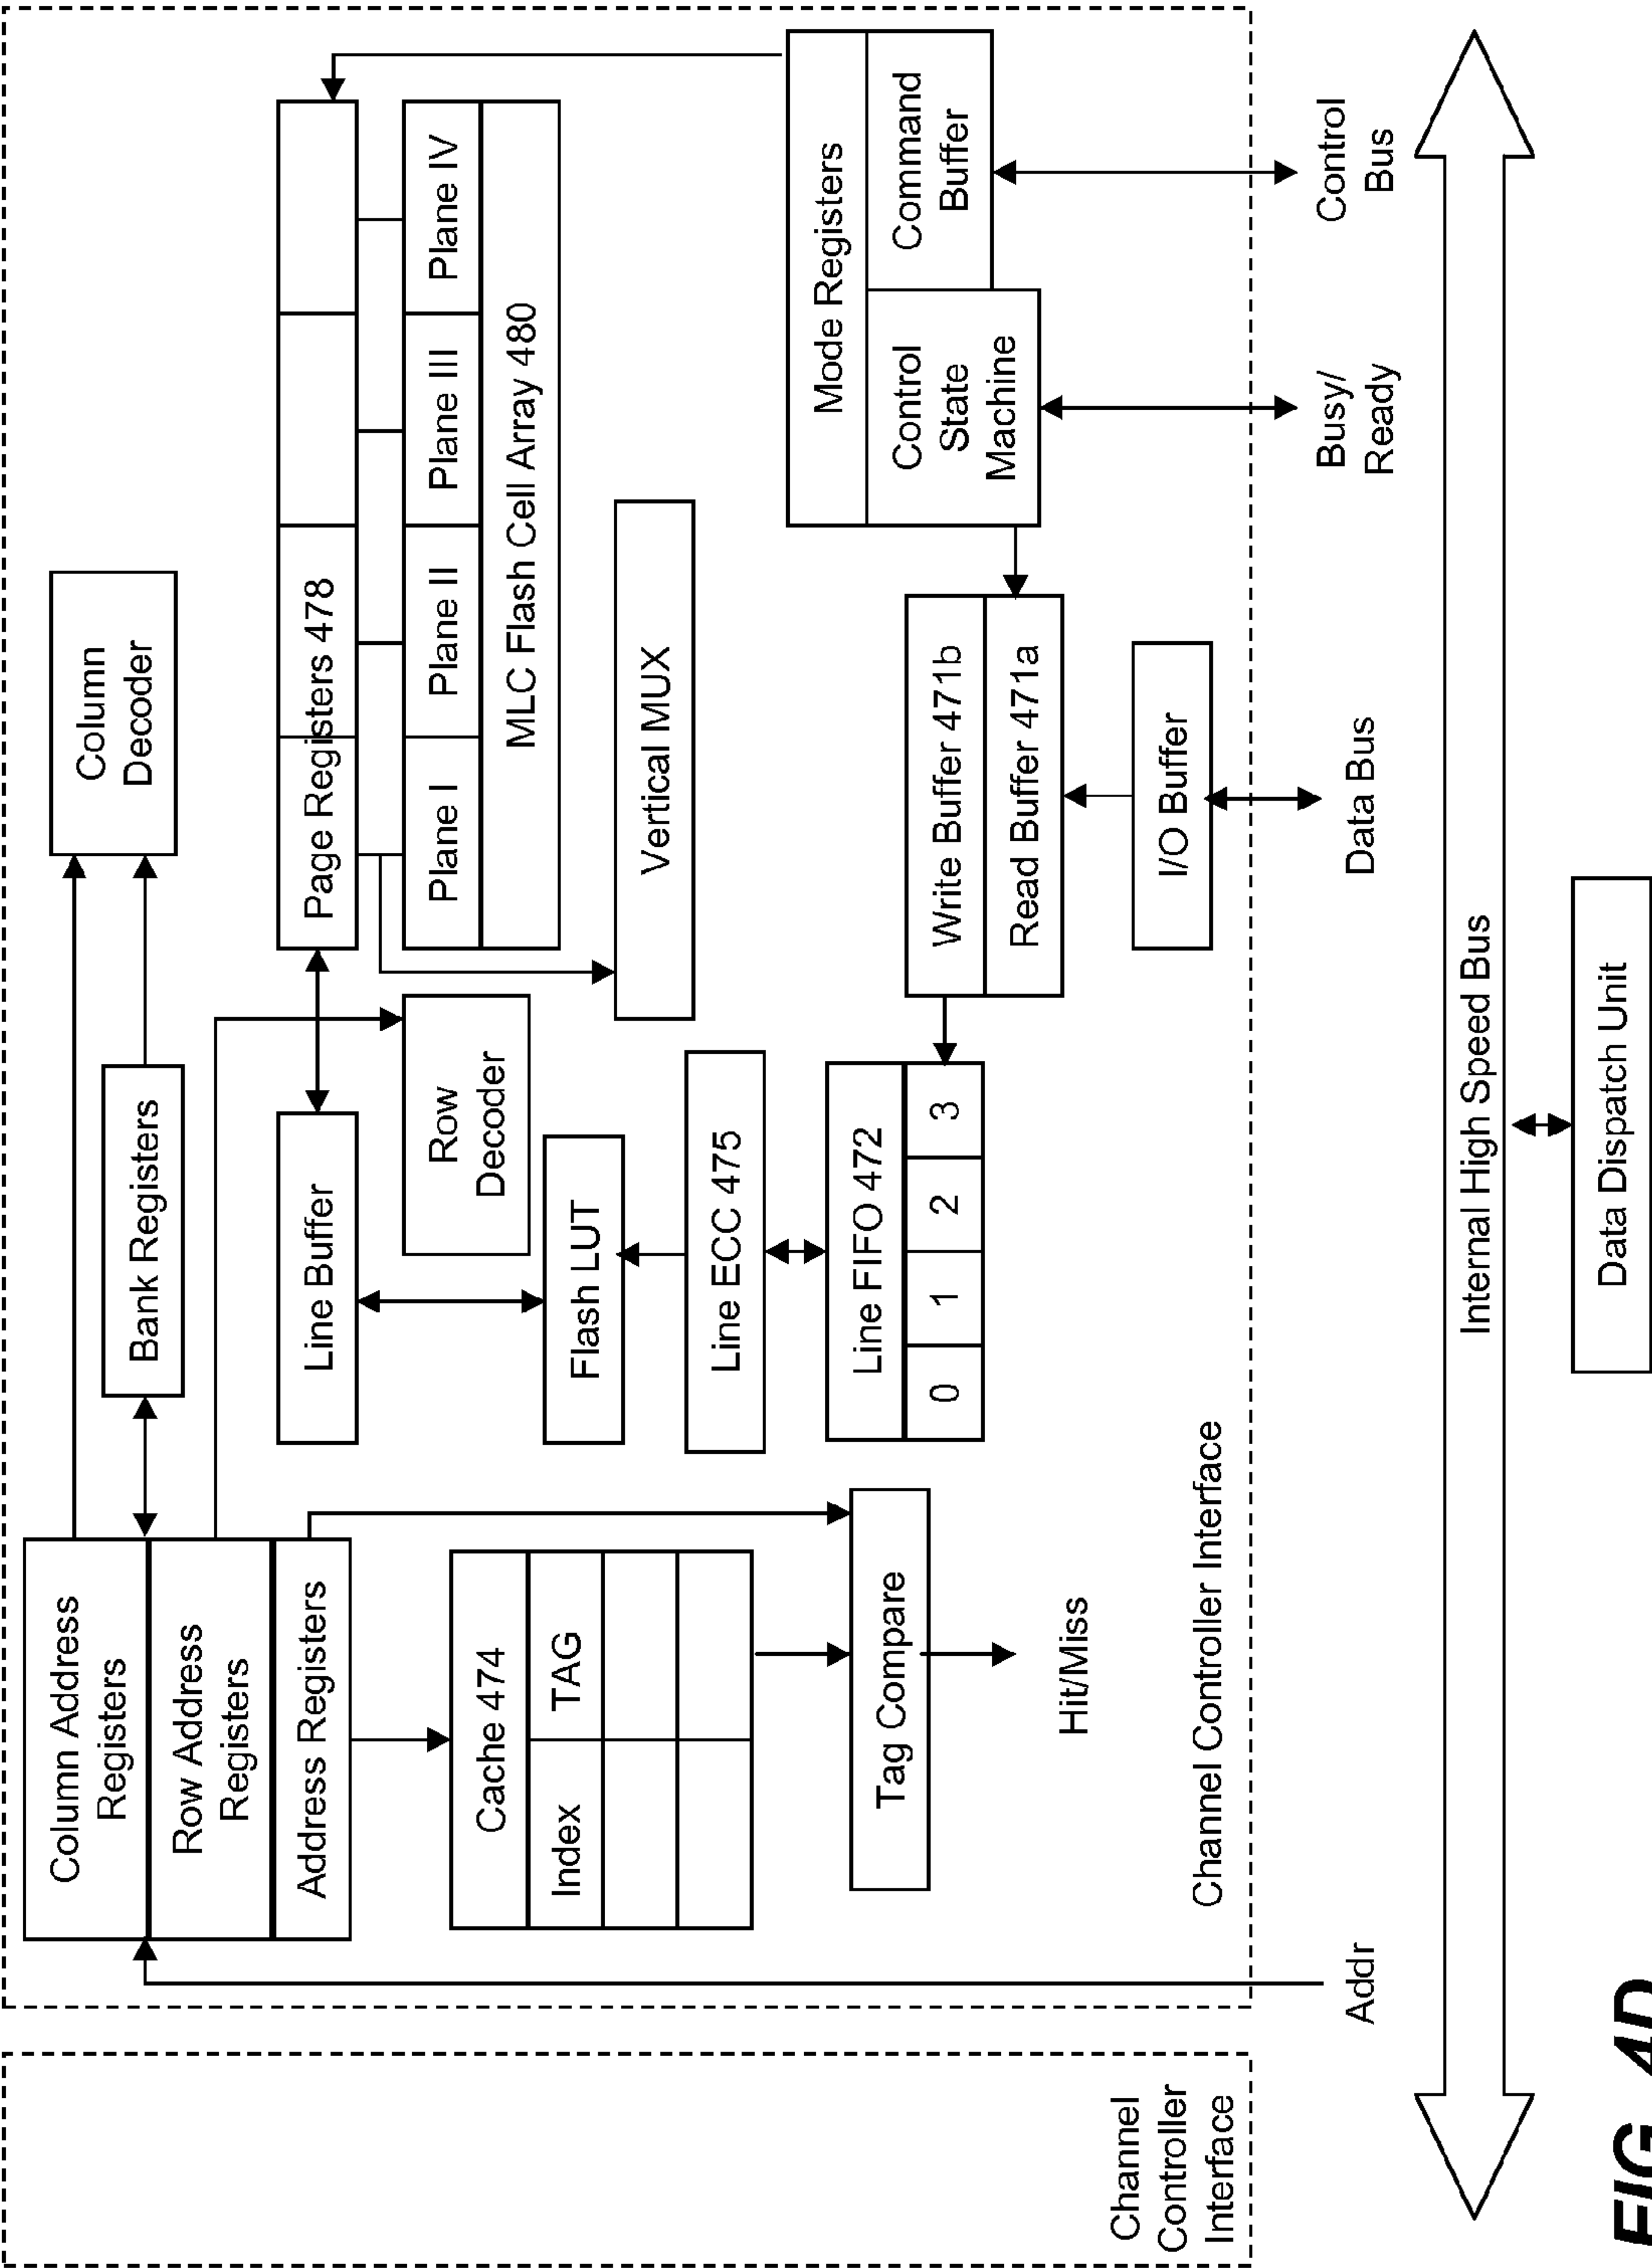 Column Address
Registers
Row Address
Registers
Address Registers
Bank Registers
Column
Decoder
Line Buffer
Page Registers 478
Row
Decoder
Plane I
Plane II
Plane III
Plane IV
MLC Flash Cell Array 480
Cache 474
Index
TAG
Flash LUT
Vertical MUX
Line ECC 475
Mode Registers
Control
State
Machine
Command
Buffer
Tag Compare
Line FIFO 472
0
1
2
3
Write Buffer 471b
Read Buffer 471a
Hit/Miss
I/O Buffer
Channel
Controller
Interface
Channel Controller Interface
Addr
Data Bus
Busy/
Ready
Control
Bus
Internal High Speed Bus
Data Dispatch Unit
FIG. 4D